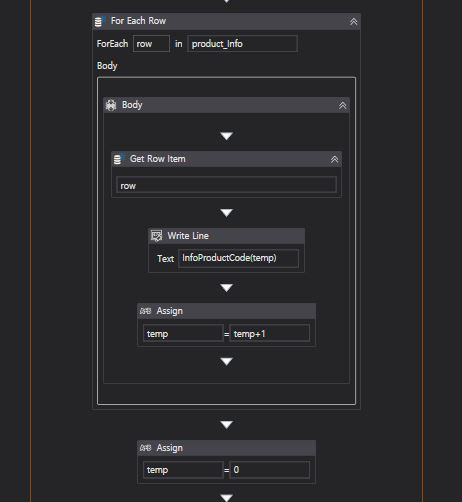 For Each Row
ForEach row in product_Info
Body
Body
Get Row Item
row
Write Line
Text InfoProductCode(temp)
A*B Assign
temp = temp+1
A*B Assign
temp = 0